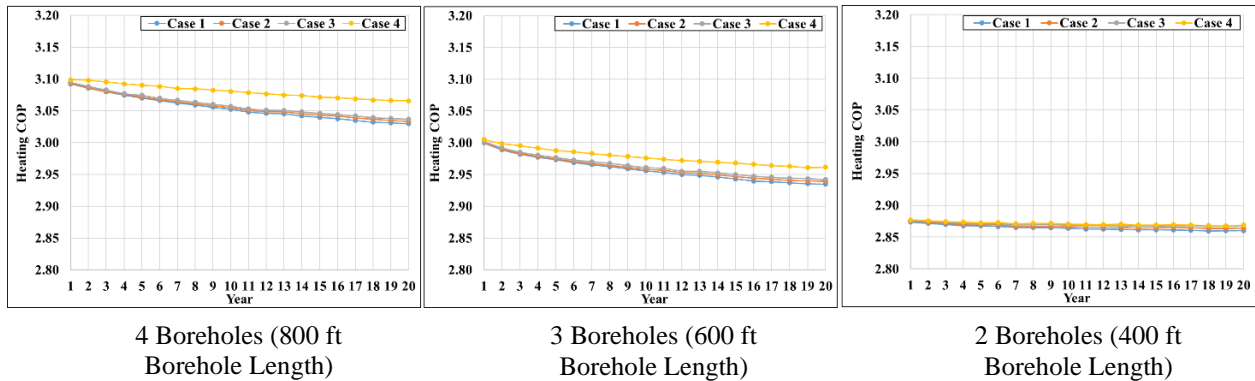 Case 1 Case 2 Case 3 Case 4
3.20
3.15
3.10
3.05
3.00
2.95
2.90
2.85
2.80
Heating COP
1 2 3 4 5 6 7 8 9 10 11 12 13 14 15 16 17 18 19 20
Year
4 Boreholes (800 ft
Borehole Length)
Case 1 Case 2 Case 3 Case 4
3.20
3.15
3.10
3.05
3.00
2.95
2.90
2.85
2.80
Heating COP
1 2 3 4 5 6 7 8 9 10 11 12 13 14 15 16 17 18 19 20
Year
3 Boreholes (600 ft
Borehole Length)
Case 1 Case 2 Case 3 Case 4
3.20
3.15
3.10
3.05
3.00
2.95
2.90
2.85
2.80
Heating COP
1 2 3 4 5 6 7 8 9 10 11 12 13 14 15 16 17 18 19 20
Year
2 Boreholes (400 ft
Borehole Length)